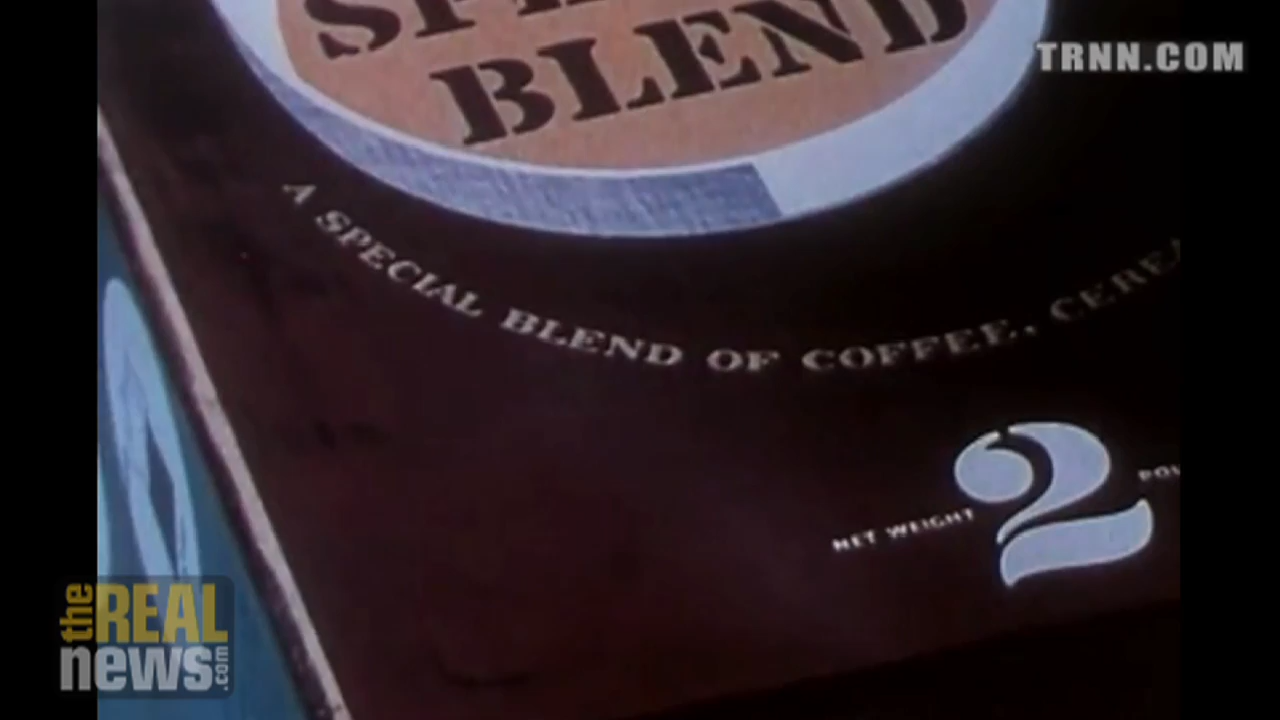 BLEND
TRNN.COM
A SPECIAL BLEND OF COFFEE,
NET WEIGHT 2
the REAL
news.com